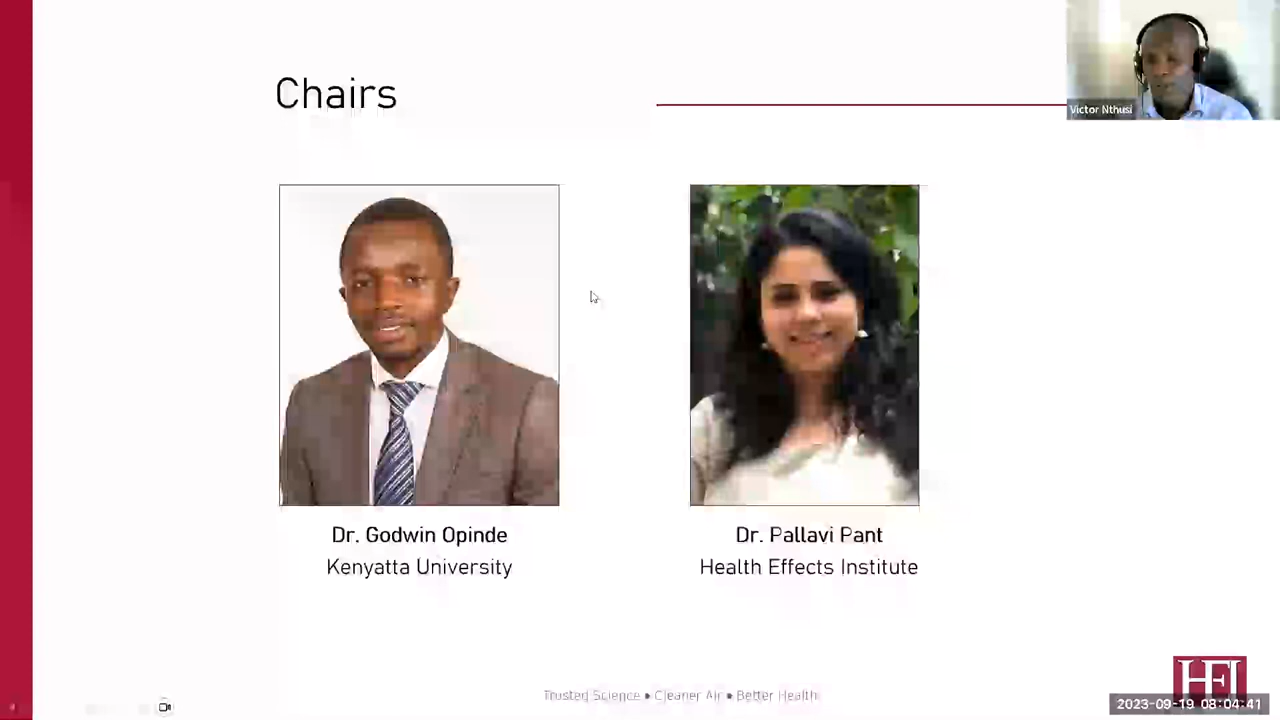 Chairs
Victor Nthusi
Dr. Godwin Opinde
Kenyatta University
Dr. Pallavi Pant
Health Effects Institute
Trusted Science • Cleaner Air • Better Health
HEI
2023-09-19 08:04:41